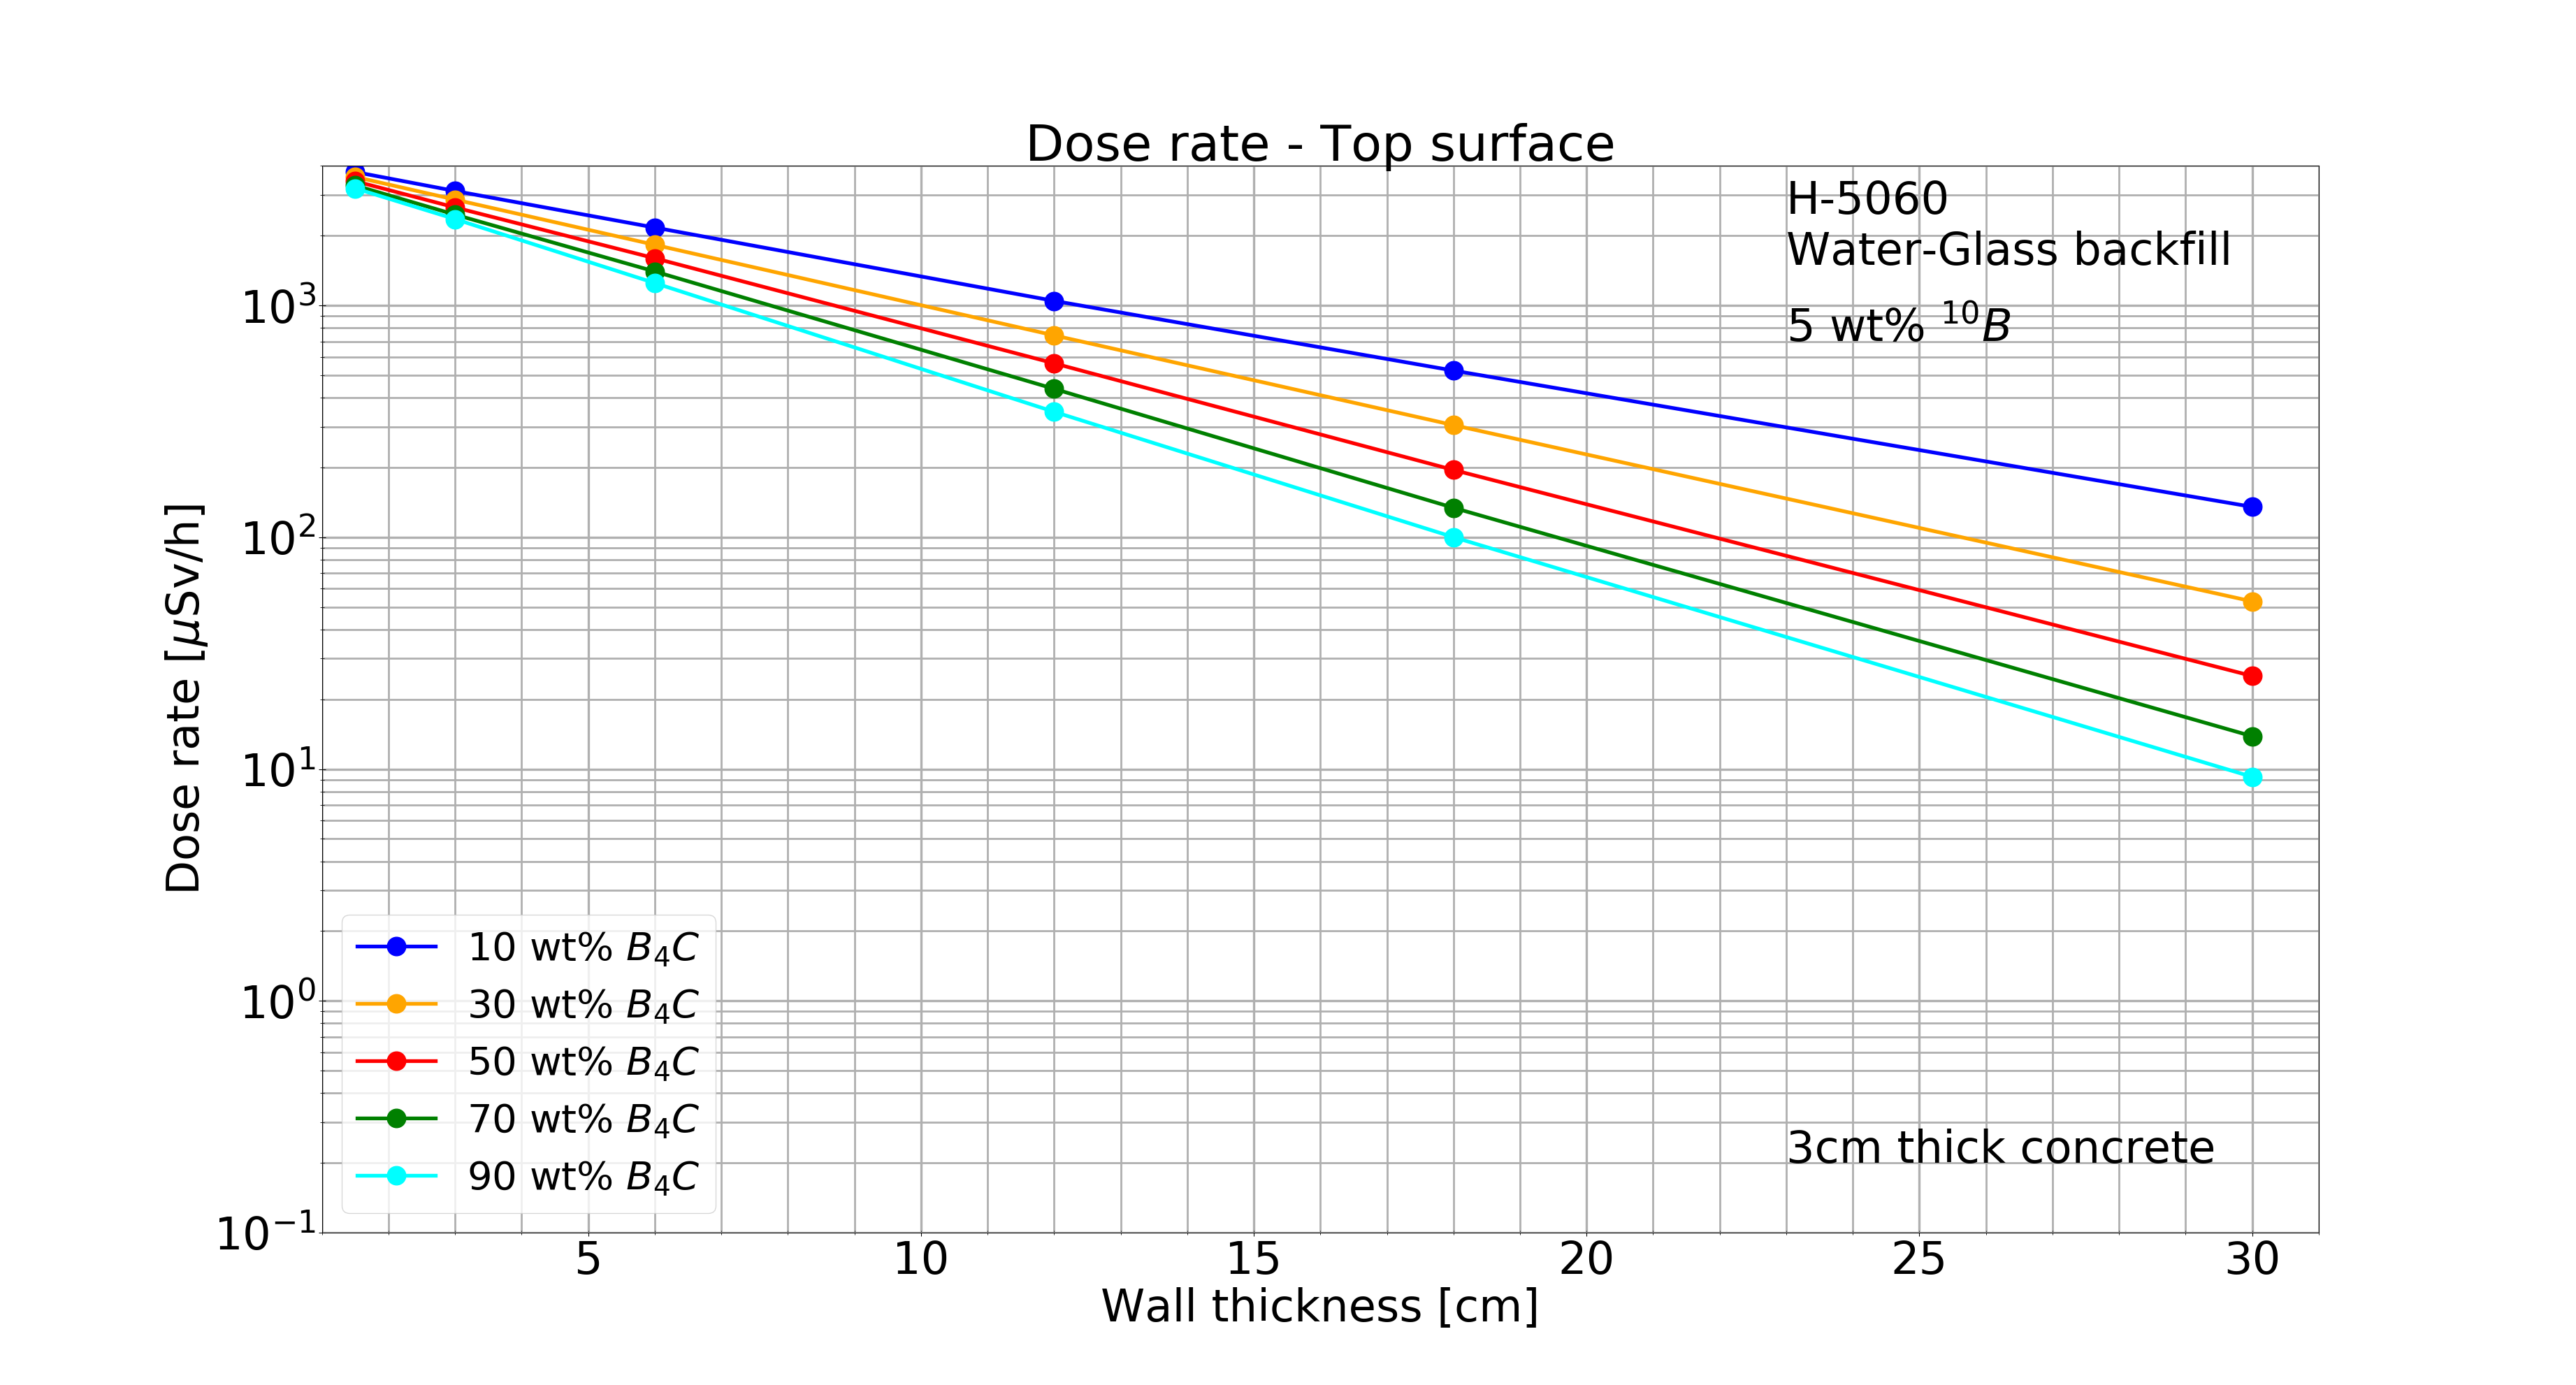 Dose rate - Top surface
H-5060
Water-Glass backfill
5 wt% ¹⁰B
Dose rate [μSv/h]
10³
10²
10¹
10⁰
10⁻¹
10 wt% B₄C
30 wt% B₄C
50 wt% B₄C
70 wt% B₄C
90 wt% B₄C
3cm thick concrete
5 10 15 20 25 30
Wall thickness [cm]